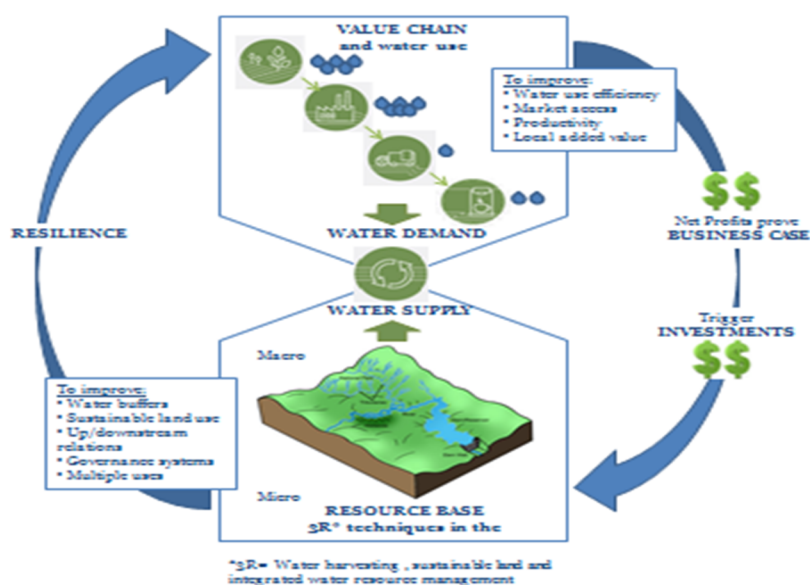 VALUE CHAIN
and water use
To improve:
* Water use efficiency
* Market access
* Productivity
* Local added value
RESILIENCE
WATER DEMAND
Net Profits prove
BUSINESS CASE
WATER SUPPLY
Trigger
INVESTMENTS
Macro
To improve:
* Water buffers
* Sustainable land use
* Up/downstream
relations
* Governance systems
* Multiple uses
Micro
RESOURCE BASE
3R* techniques in the
*3R= Water harvesting , sustainable land and
integrated water resource management